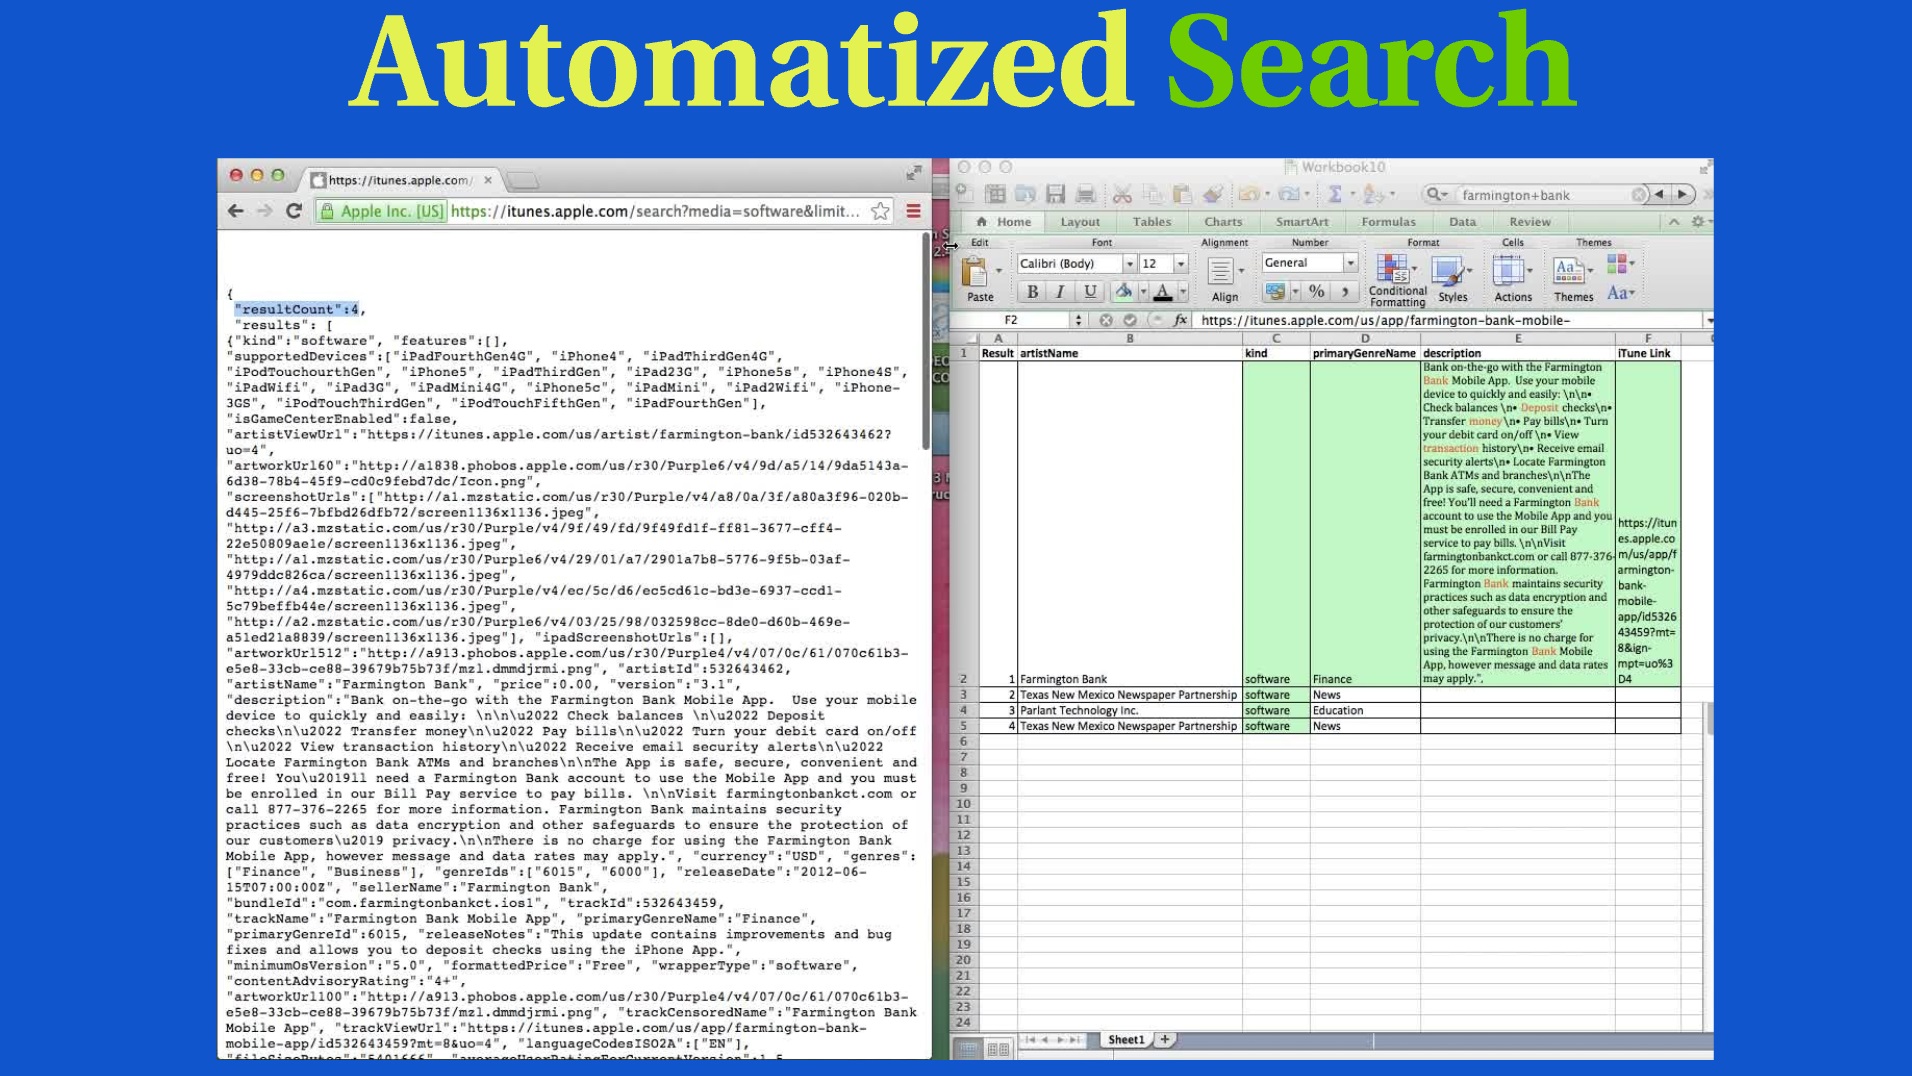 Automatized Search
https://itunes.apple.com/
Apple Inc. [US] https://itunes.apple.com/search?media=software&limit...
{
"resultCount":4,
"results": [
{"kind":"software", "features":[],
"supportedDevices":["iPadFourthGen4G", "iPhone4", "iPadThirdGen4G",
"iPodTouchourthGen", "iPhone5", "iPadThirdGen", "iPad23G", "iPhone5s", "iPhone4S",
"iPadWifi", "iPad3G", "iPadMini4G", "iPhone5c", "iPadMini", "iPad2Wifi", "iPhone-
3GS", "iPodTouchThirdGen", "iPodTouchFifthGen", "iPadFourthGen"],
"isGameCenterEnabled":false,
"artistViewUrl":"https://itunes.apple.com/us/artist/farmington-bank/id532643462?
uo=4",
"artworkUrl60":"http://a1838.phobos.apple.com/us/r30/Purple6/v4/9d/a5/14/9da5143a-
6d38-78b4-45f9-cd0c9febd7dc/Icon.png",
"screenshotUrls":["http://a1.mzstatic.com/us/r30/Purple/v4/a8/0a/3f/a80a3f96-020b-
d445-25f6-7bfbd26dfb72/screen1136x1136.jpeg",
"http://a3.mzstatic.com/us/r30/Purple/v4/9f/49/fd/9f49fd1f-ff81-3677-cff4-
22e50809ae1e/screen1136x1136.jpeg",
"http://a1.mzstatic.com/us/r30/Purple6/v4/29/01/a7/2901a7b8-5776-9f5b-03af-
4979ddc826ca/screen1136x1136.jpeg",
"http://a4.mzstatic.com/us/r30/Purple/v4/ec/5c/d6/ec5cd61c-bd3e-6937-ccd1-
5c79beffb44e/screen1136x1136.jpeg",
"http://a2.mzstatic.com/us/r30/Purple6/v4/03/25/98/032598cc-8de0-d60b-469e-
a51ed21a8839/screen1136x1136.jpeg"], "ipadScreenshotUrls":[],
"artworkUrl512":"http://a913.phobos.apple.com/us/r30/Purple4/v4/07/0c/61/070c61b3-
e5e8-33cb-ce88-39679b75b73f/mzl.dmmdjrmi.png", "artistId":532643462,
"artistName":"Farmington Bank", "price":0.00, "version":"3.1",
"description":"Bank on-the-go with the Farmington Bank Mobile App. Use your mobile
device to quickly and easily: \n\n\u2022 Check balances \n\u2022 Deposit
checks\n\u2022 Transfer money\n\u2022 Pay bills\n\u2022 Turn your debit card on/off
\n\u2022 View transaction history\n\u2022 Receive email security alerts\n\u2022
Locate Farmington Bank ATMs and branches\n\nThe App is safe, secure, convenient and
free! You\u2019ll need a Farmington Bank account to use the Mobile App and you must
be enrolled in our Bill Pay service to pay bills. \n\nVisit farmingtonbankct.com or
call 877-376-2265 for more information. Farmington Bank maintains security
practices such as data encryption and other safeguards to ensure the protection of
our customers\u2019 privacy.\n\nThere is no charge for using the Farmington Bank
Mobile App, however message and data rates may apply.", "currency":"USD", "genres":
["Finance", "Business"], "genreIds":["6015", "6000"], "releaseDate":"2012-06-
15T07:00:00Z", "sellerName":"Farmington Bank",
"bundleId":"com.farmingtonbankct.ios1", "trackId":532643459,
"trackName":"Farmington Bank Mobile App", "primaryGenreName":"Finance",
"primaryGenreId":6015, "releaseNotes":"This update contains improvements and bug
fixes and allows you to deposit checks using the iPhone App.",
"minimumOsVersion":"5.0", "formattedPrice":"Free", "wrapperType":"software",
"contentAdvisoryRating":"4+",
"artworkUrl100":"http://a913.phobos.apple.com/us/r30/Purple4/v4/07/0c/61/070c61b3-
e5e8-33cb-ce88-39679b75b73f/mzl.dmmdjrmi.png", "trackCensoredName":"Farmington Bank
Mobile App", "trackViewUrl":"https://itunes.apple.com/us/app/farmington-bank-
mobile-app/id532643459?mt=8&uo=4", "languageCodesISO2A":["EN"],
Workbook10
farmington+bank
Home Layout Tables Charts SmartArt Formulas Data Review
Edit Font Alignment Number Format Cells Themes
Calibri (Body) 12 General
B I U A % Aa Aa
Paste Align Conditional Formatting Styles Actions Themes
F2 fx https://itunes.apple.com/us/app/farmington-bank-mobile-
A B C D E F
1 Result artistName kind primaryGenreName description iTune Link
Bank on-the-go with the Farmington
Bank Mobile App. Use your mobile
device to quickly and easily: \n\n•
Check balances \n• Deposit checks\n•
Transfer money\n• Pay bills\n• Turn
your debit card on/off \n• View
transaction history\n• Receive email
security alerts\n• Locate Farmington
Bank ATMs and branches\n\nThe
App is safe, secure, convenient and
free! You'll need a Farmington Bank
account to use the Mobile App and you
must be enrolled in our Bill Pay
service to pay bills. \n\nVisit
farmingtonbankct.com or call 877-376-
2265 for more information.
Farmington Bank maintains security
practices such as data encryption and
other safeguards to ensure the
protection of our customers'
privacy.\n\nThere is no charge for
using the Farmington Bank Mobile
App, however message and data rates
may apply.",
https://itun
es.apple.co
m/us/app/f
armington-
bank-
mobile-
app/id5326
43459?mt=
8&ign-
mpt=uo%3
D4
2 1 Farmington Bank software Finance
3 2 Texas New Mexico Newspaper Partnership software News
4 3 Parlant Technology Inc. software Education
5 4 Texas New Mexico Newspaper Partnership software News
6
7
8
9
10
11
12
13
14
15
16
17
18
19
20
21
22
23
24
Sheet1